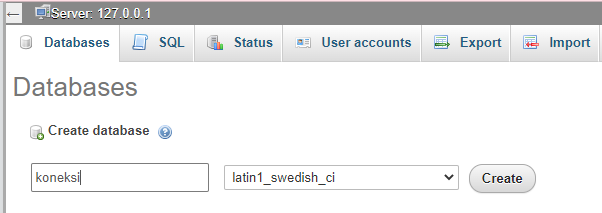 Server: 127.0.0.1
Databases SQL Status User accounts Export Import
Databases
Create database
koneksi latin1_swedish_ci Create